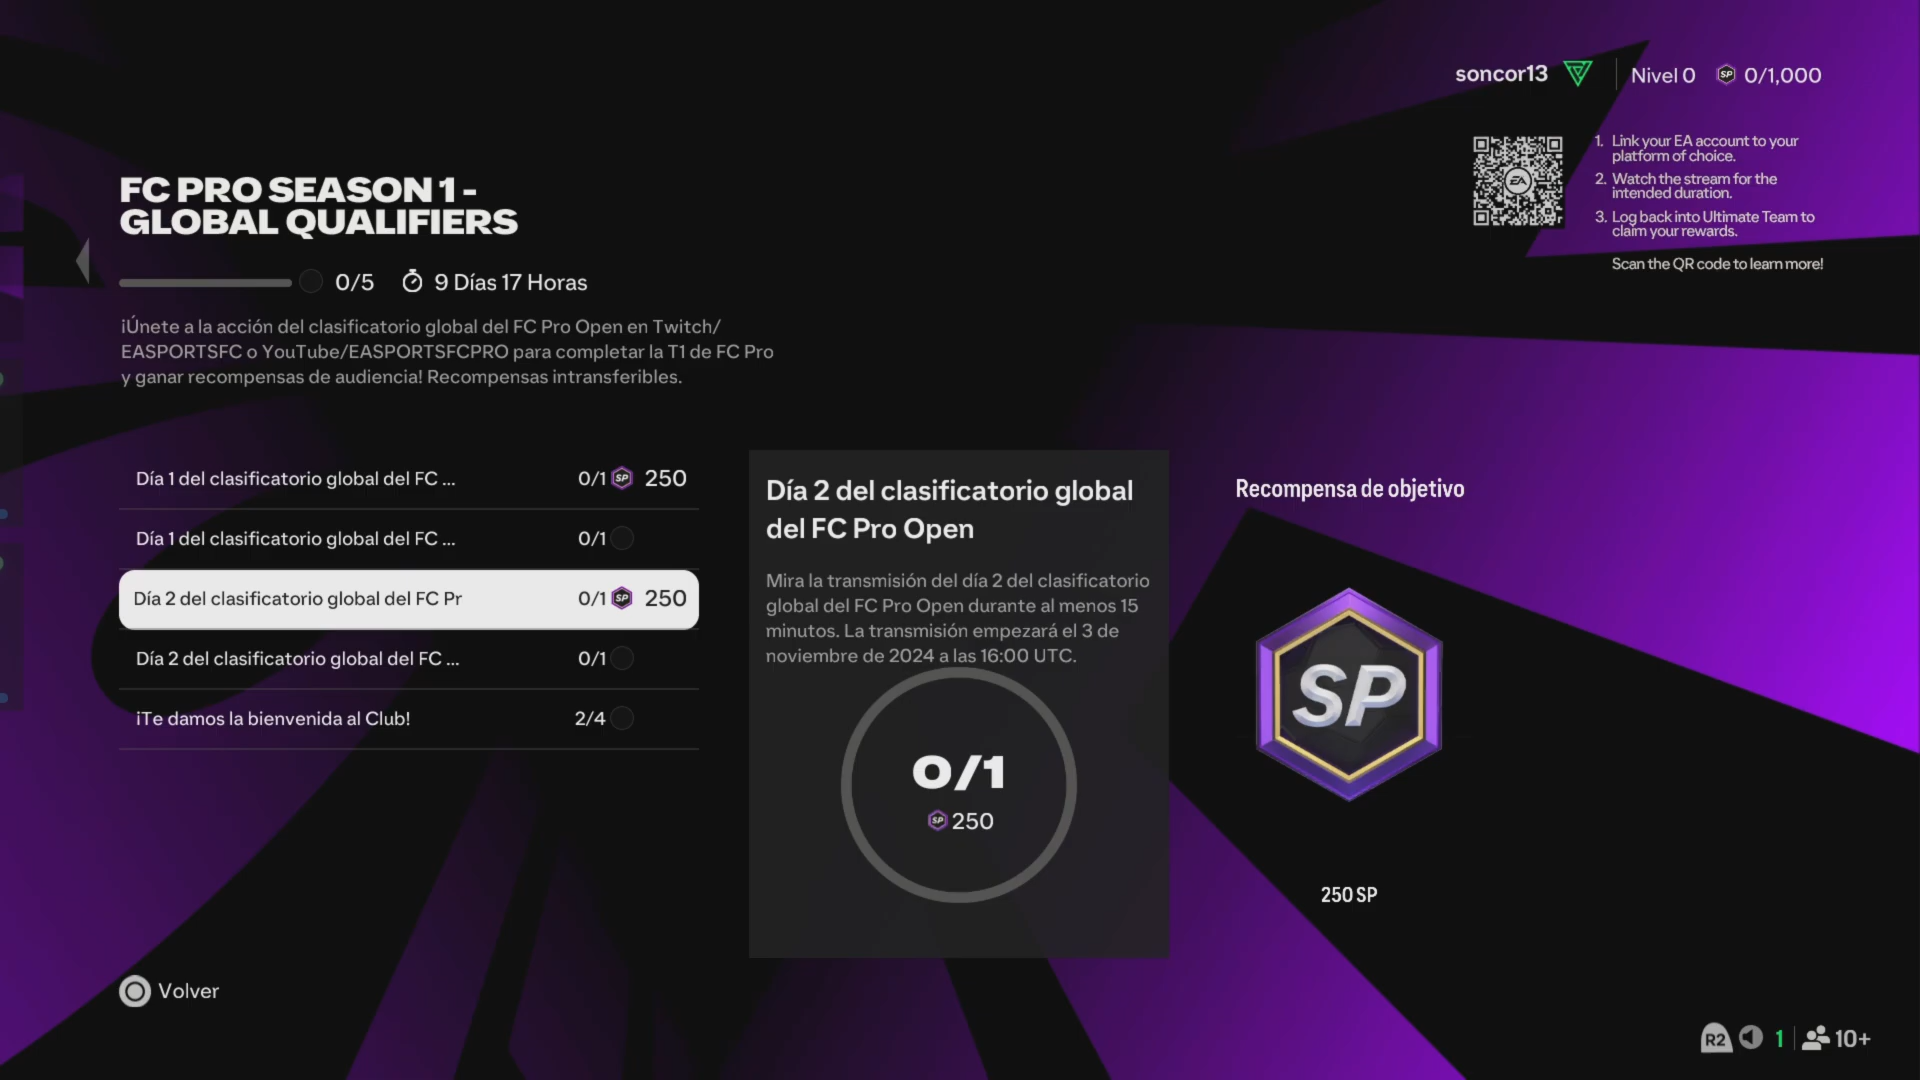 soncor13 Nivel 0 SP 0/1,000
EA
1. Link your EA account to your
platform of choice.
2. Watch the stream for the
intended duration.
3. Log back into Ultimate Team to
claim your rewards.
Scan the QR code to learn more!
FC PRO SEASON 1 -
GLOBAL QUALIFIERS
0/5 9 Días 17 Horas
¡Únete a la acción del clasificatorio global del FC Pro Open en Twitch/
EASPORTSFC o YouTube/EASPORTSFCPRO para completar la T1 de FC Pro
y ganar recompensas de audiencia! Recompensas intransferibles.
Día 1 del clasificatorio global del FC ... 0/1 SP 250
Día 1 del clasificatorio global del FC ... 0/1
Día 2 del clasificatorio global del FC Pr 0/1 SP 250
Día 2 del clasificatorio global del FC ... 0/1
¡Te damos la bienvenida al Club! 2/4
Día 2 del clasificatorio global
del FC Pro Open
Mira la transmisión del día 2 del clasificatorio
global del FC Pro Open durante al menos 15
minutos. La transmisión empezará el 3 de
noviembre de 2024 a las 16:00 UTC.
0/1
SP 250
Recompensa de objetivo
SP
250 SP
Volver
R2 1 10+